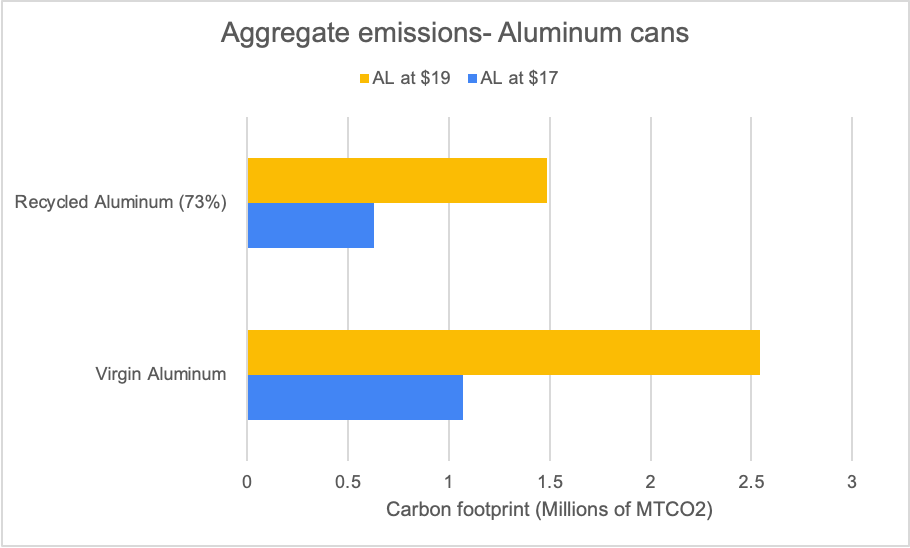 Aggregate emissions- Aluminum cans
AL at $19 AL at $17
Recycled Aluminum (73%)
Virgin Aluminum
0 0.5 1 1.5 2 2.5 3
Carbon footprint (Millions of MTCO2)